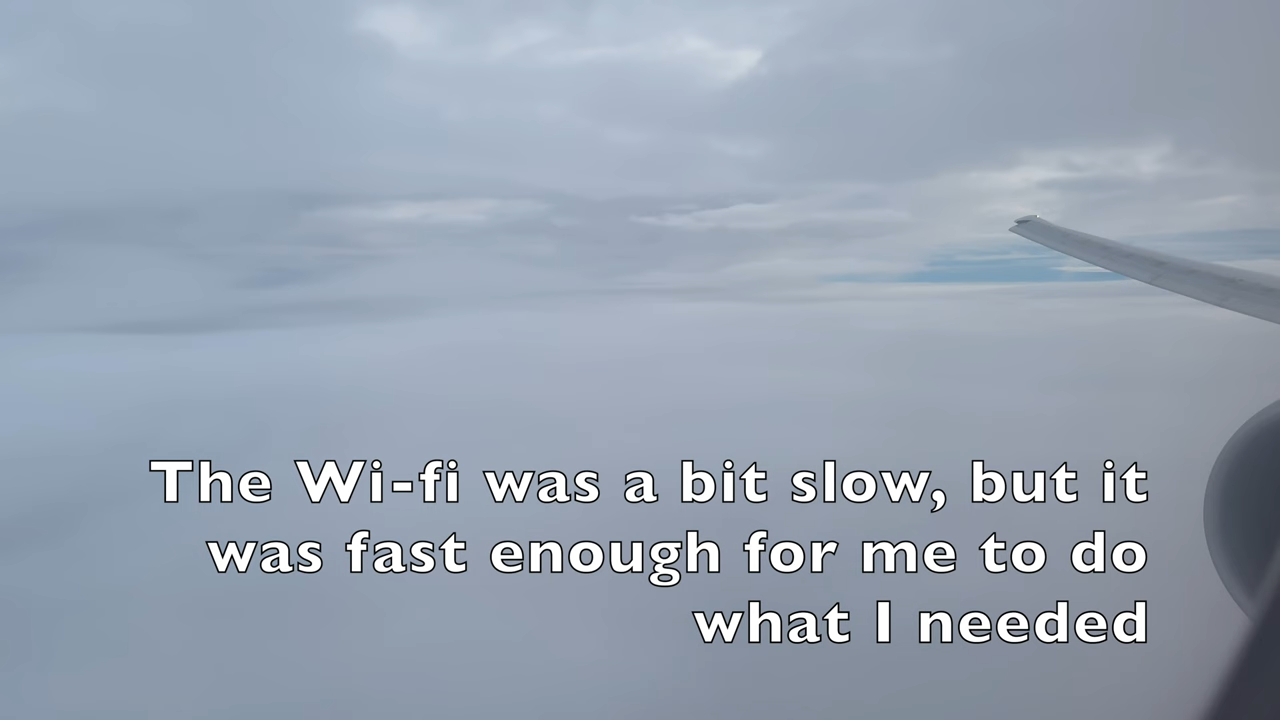 The Wi-fi was a bit slow, but it
was fast enough for me to do
what I needed